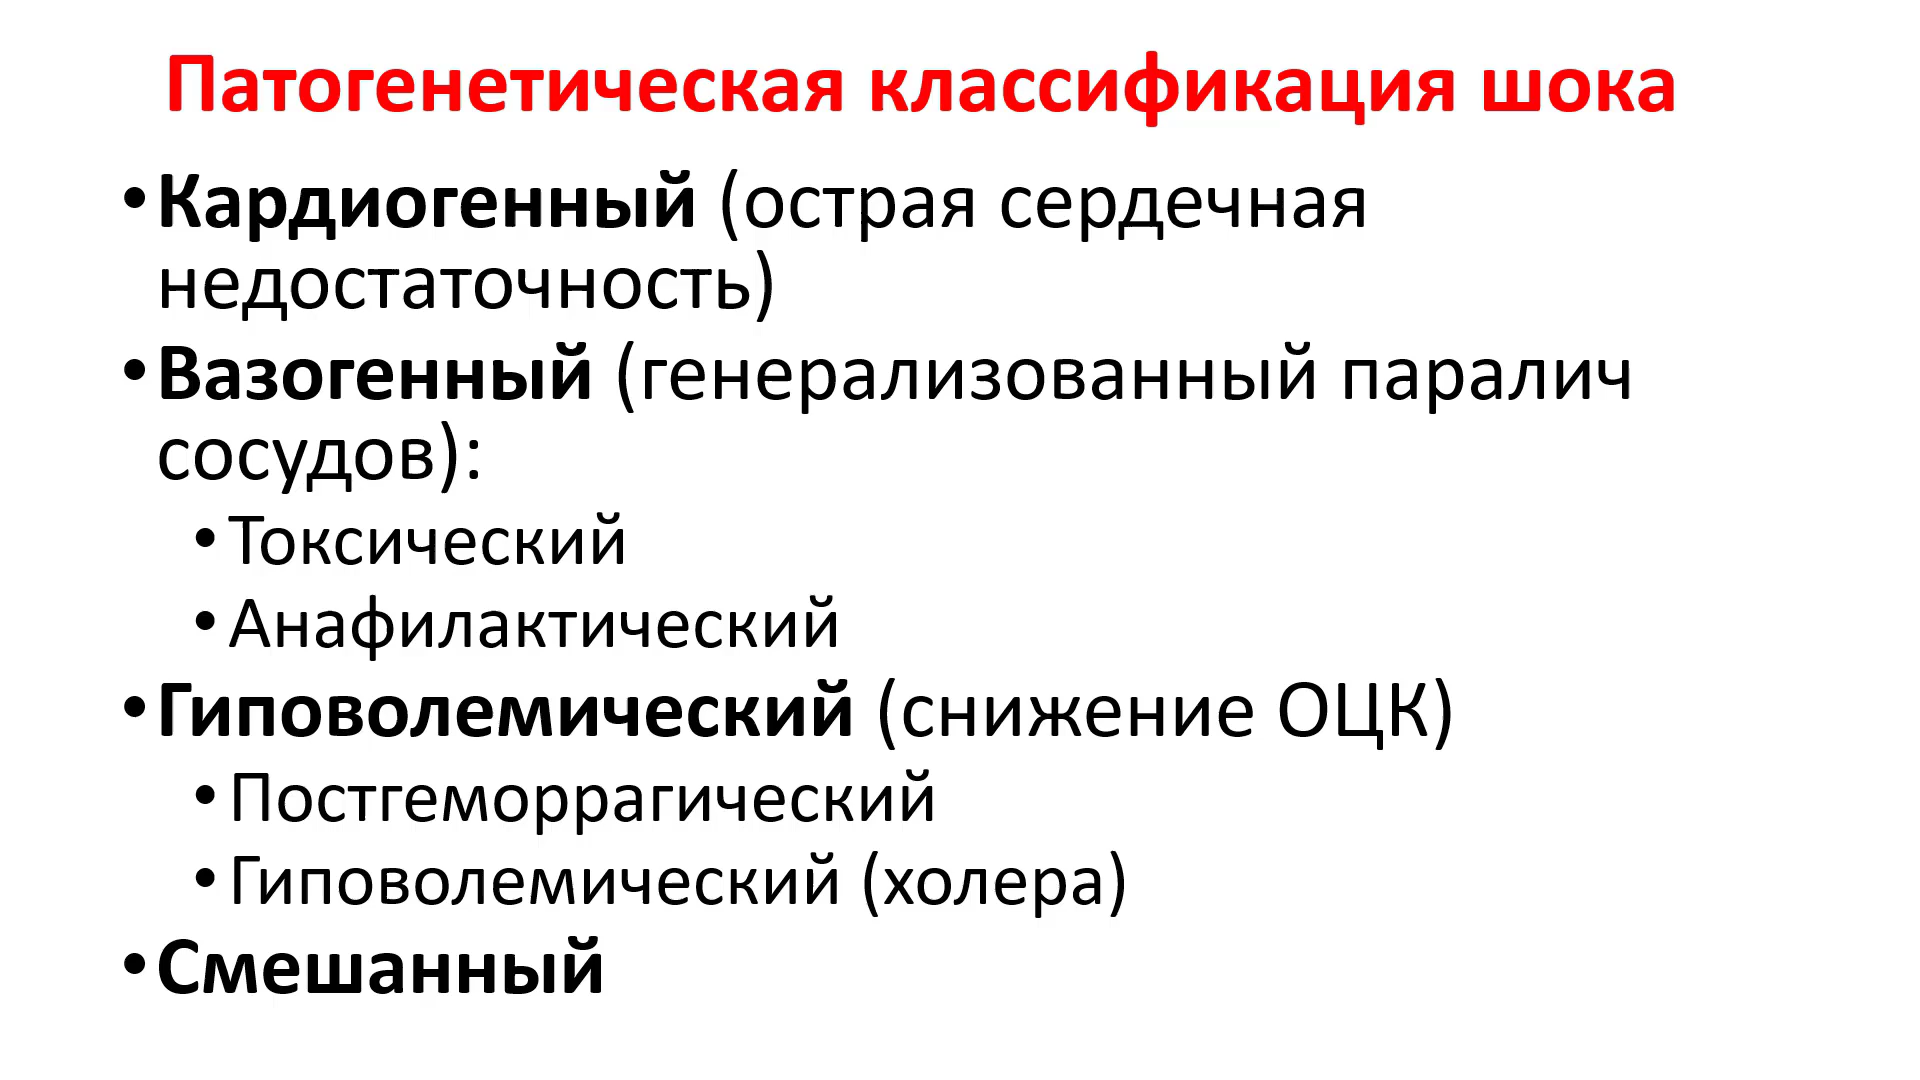 Патогенетическая классификация шока
•Кардиогенный (острая сердечная
недостаточность)
•Вазогенный (генерализованный паралич
сосудов):
•Токсический
•Анафилактический
•Гиповолемический (снижение ОЦК)
•Постгеморрагический
•Гиповолемический (холера)
•Смешанный